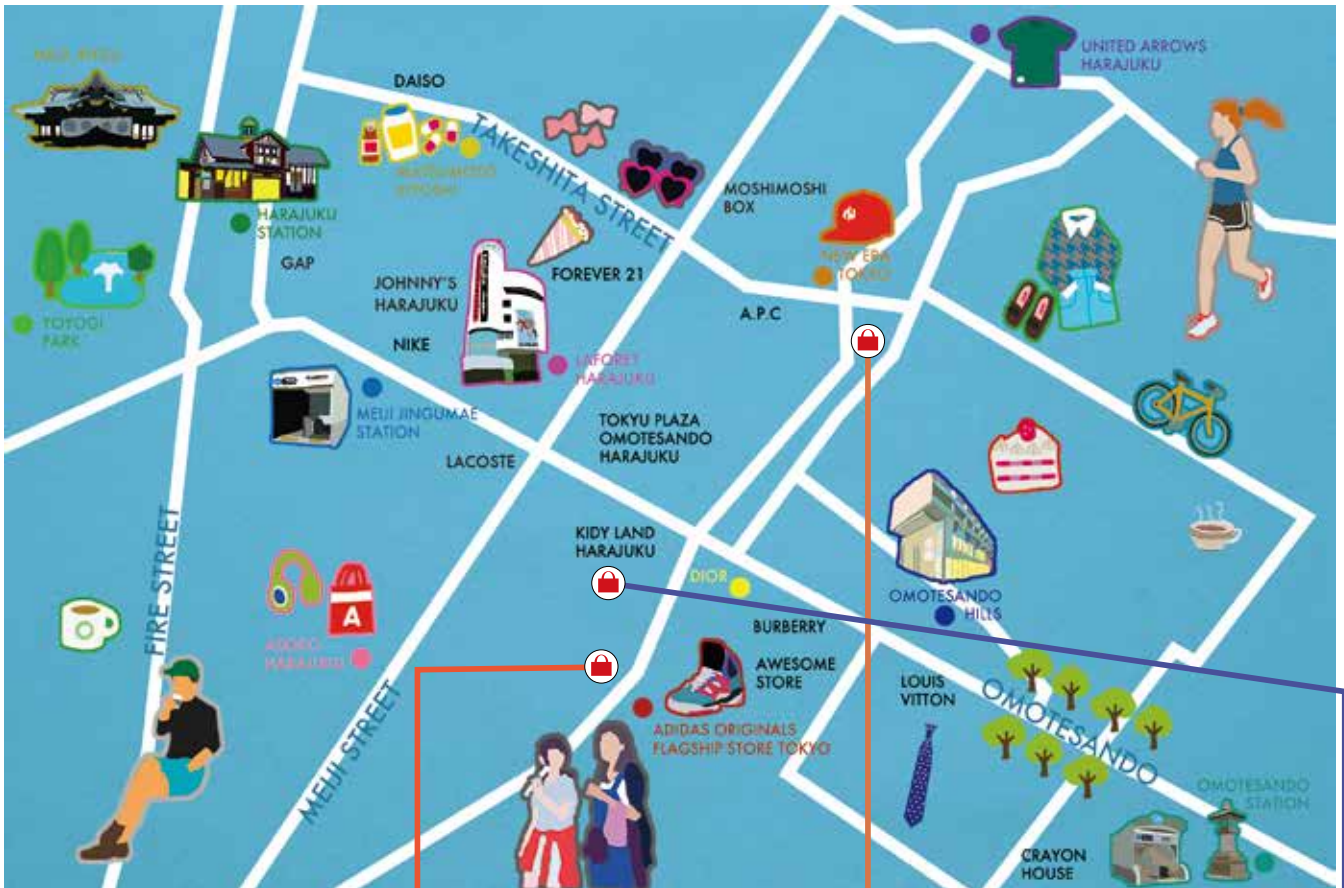 MEIJI JINGU
DAISO
UNITED ARROWS
HARAJUKU
MATSUMOTO
KIYOSHI
TAKESHITA STREET
HARAJUKU
STATION
MOSHIMOSHI
BOX
GAP
JOHNNY'S
HARAJUKU
FOREVER 21
NEW ERA
TOKYO
YOYOGI
PARK
NIKE
A.P.C
LAFORET
HARAJUKU
MEIJI JINGUMAE
STATION
TOKYU PLAZA
OMOTESANDO
HARAJUKU
LACOSTE
FIRE STREET
KIDY LAND
HARAJUKU
DIOR
OMOTESANDO
HILLS
A
HARAJUKU
BURBERRY
AWESOME
STORE
LOUIS
VITTON
OMOTESANDO
MEIJI STREET
ADIDAS ORIGINALS
FLAGSHIP STORE TOKYO
OMOTESANDO
STATION
CRAYON
HOUSE